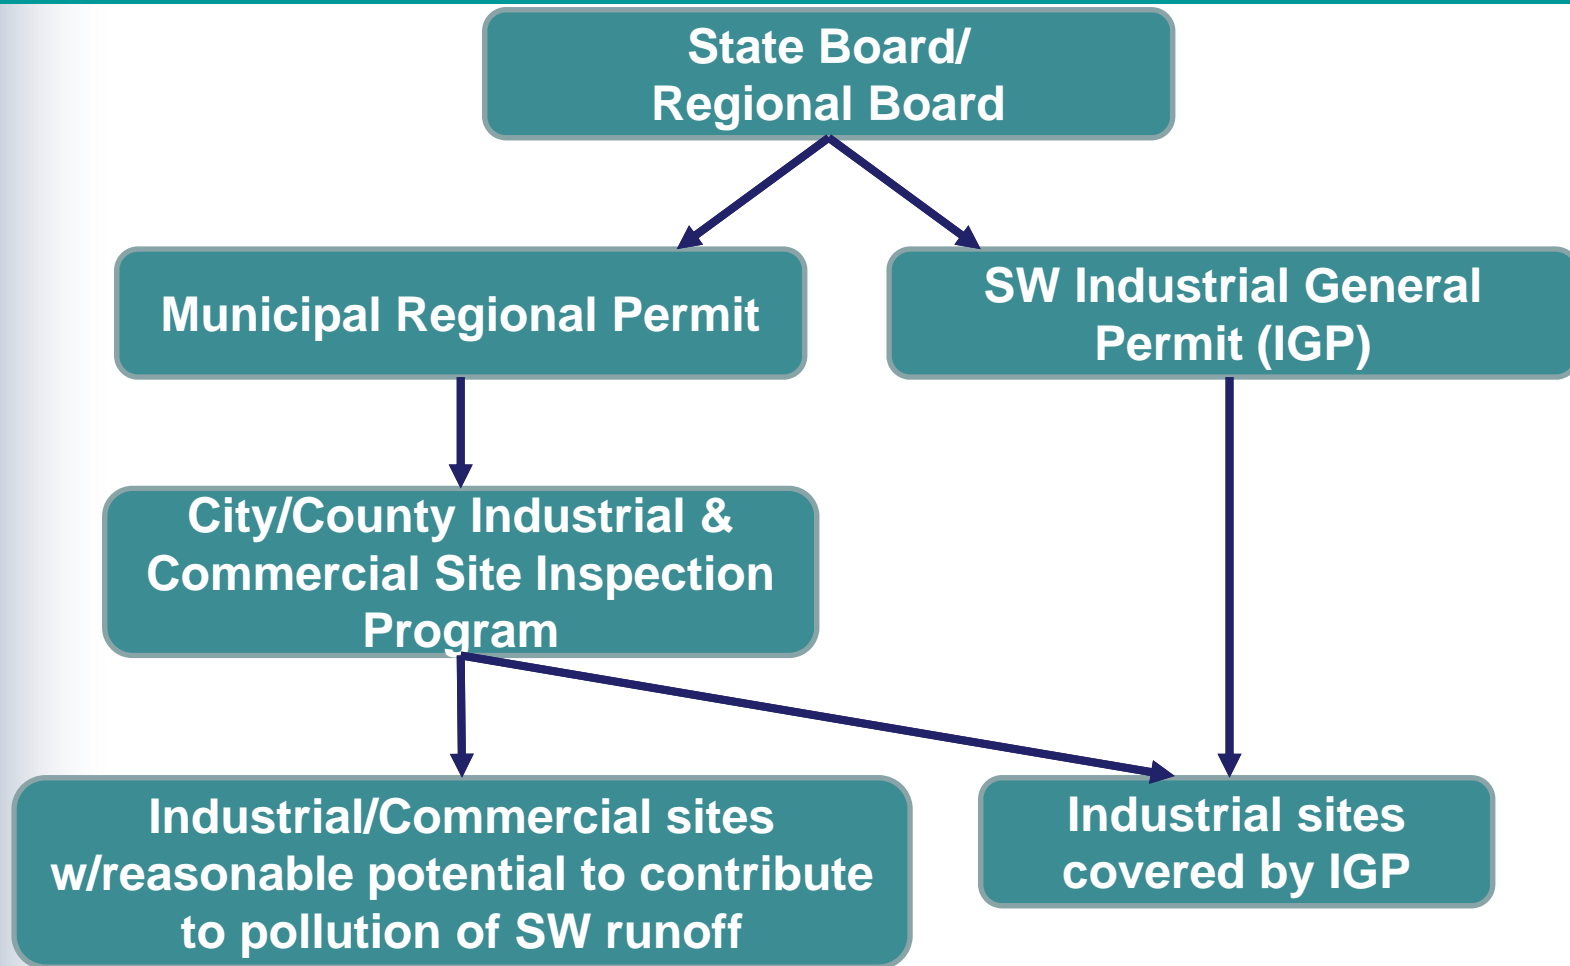 State Board/
Regional Board
Municipal Regional Permit
SW Industrial General
Permit (IGP)
City/County Industrial &
Commercial Site Inspection
Program
Industrial/Commercial sites
w/reasonable potential to contribute
to pollution of SW runoff
Industrial sites
covered by IGP